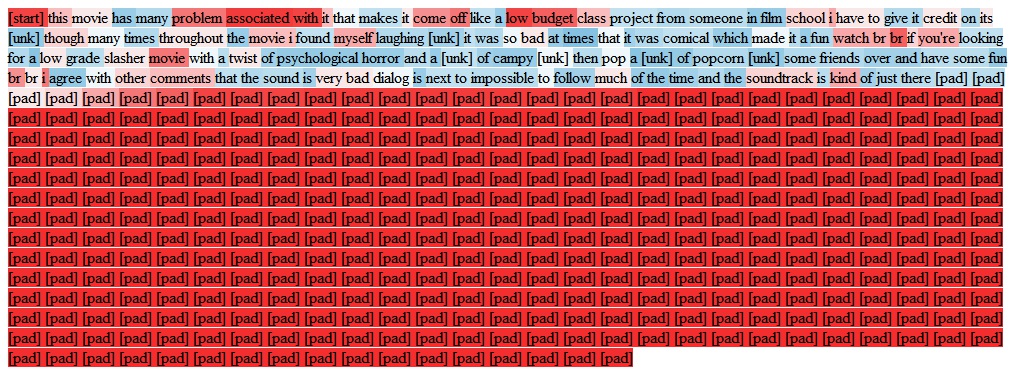 [start] this movie has many problem associated with it that makes it come off like a low budget class project from someone in film school i have to give it credit on its
[unk] though many times throughout the movie i found myself laughing [unk] it was so bad at times that it was comical which made it a fun watch br br if you're looking
for a low grade slasher movie with a twist of psychological horror and a [unk] of campy [unk] then pop a [unk] of popcorn [unk] some friends over and have some fun
br br i agree with other comments that the sound is very bad dialog is next to impossible to follow much of the time and the soundtrack is kind of just there [pad] [pad]
[pad] [pad] [pad] [pad] [pad] [pad] [pad] [pad] [pad] [pad] [pad] [pad] [pad] [pad] [pad] [pad] [pad] [pad] [pad] [pad] [pad] [pad] [pad] [pad] [pad] [pad] [pad]
[pad] [pad] [pad] [pad] [pad] [pad] [pad] [pad] [pad] [pad] [pad] [pad] [pad] [pad] [pad] [pad] [pad] [pad] [pad] [pad] [pad] [pad] [pad] [pad] [pad] [pad] [pad]
[pad] [pad] [pad] [pad] [pad] [pad] [pad] [pad] [pad] [pad] [pad] [pad] [pad] [pad] [pad] [pad] [pad] [pad] [pad] [pad] [pad] [pad] [pad] [pad] [pad] [pad] [pad]
[pad] [pad] [pad] [pad] [pad] [pad] [pad] [pad] [pad] [pad] [pad] [pad] [pad] [pad] [pad] [pad] [pad] [pad] [pad] [pad] [pad] [pad] [pad] [pad] [pad] [pad] [pad]
[pad] [pad] [pad] [pad] [pad] [pad] [pad] [pad] [pad] [pad] [pad] [pad] [pad] [pad] [pad] [pad] [pad] [pad] [pad] [pad] [pad] [pad] [pad] [pad] [pad] [pad] [pad]
[pad] [pad] [pad] [pad] [pad] [pad] [pad] [pad] [pad] [pad] [pad] [pad] [pad] [pad] [pad] [pad] [pad] [pad] [pad] [pad] [pad] [pad] [pad] [pad] [pad] [pad] [pad]
[pad] [pad] [pad] [pad] [pad] [pad] [pad] [pad] [pad] [pad] [pad] [pad] [pad] [pad] [pad] [pad] [pad] [pad] [pad] [pad] [pad] [pad] [pad] [pad] [pad] [pad] [pad]
[pad] [pad] [pad] [pad] [pad] [pad] [pad] [pad] [pad] [pad] [pad] [pad] [pad] [pad] [pad] [pad] [pad] [pad] [pad] [pad] [pad] [pad] [pad] [pad] [pad] [pad] [pad]
[pad] [pad] [pad] [pad] [pad] [pad] [pad] [pad] [pad] [pad] [pad] [pad] [pad] [pad] [pad] [pad] [pad] [pad] [pad] [pad] [pad] [pad] [pad] [pad] [pad] [pad] [pad]
[pad] [pad] [pad] [pad] [pad] [pad] [pad] [pad] [pad] [pad] [pad] [pad] [pad] [pad] [pad] [pad] [pad] [pad] [pad] [pad] [pad] [pad] [pad] [pad] [pad] [pad] [pad]
[pad] [pad] [pad] [pad] [pad] [pad] [pad] [pad] [pad] [pad] [pad] [pad] [pad] [pad] [pad] [pad] [pad] [pad] [pad] [pad] [pad] [pad] [pad] [pad] [pad] [pad] [pad]
[pad] [pad] [pad] [pad] [pad] [pad] [pad] [pad] [pad] [pad] [pad] [pad] [pad] [pad] [pad] [pad] [pad] [pad] [pad] [pad] [pad] [pad] [pad] [pad] [pad] [pad] [pad]
[pad] [pad] [pad] [pad] [pad] [pad] [pad] [pad] [pad] [pad] [pad] [pad] [pad] [pad] [pad] [pad] [pad] [pad] [pad] [pad] [pad] [pad] [pad] [pad] [pad] [pad] [pad]
[pad] [pad] [pad] [pad] [pad] [pad] [pad] [pad] [pad] [pad] [pad] [pad] [pad] [pad] [pad] [pad] [pad]